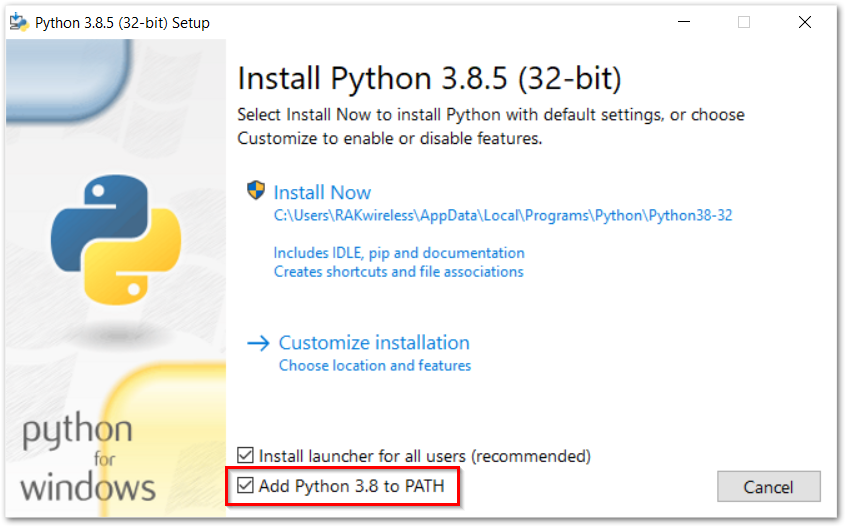 Python 3.8.5 (32-bit) Setup
Install Python 3.8.5 (32-bit)
Select Install Now to install Python with default settings, or choose
Customize to enable or disable features.
Install Now
C:\Users\RAKwireless\AppData\Local\Programs\Python\Python38-32
Includes IDLE, pip and documentation
Creates shortcuts and file associations
Customize installation
Choose location and features
python
for
windows
Install launcher for all users (recommended)
Add Python 3.8 to PATH
Cancel